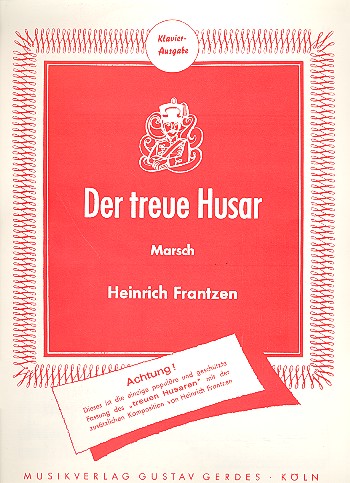 Klavier-
Ausgabe
Der treue Husar
Marsch
Heinrich Frantzen
Achtung!
Dieses ist die einzige populäre und geschützte
Fassung des „treuen Husaren" mit der
zusätzlichen Komposition von Heinrich Frantzen
MUSIKVERLAG GUSTAV GERDES · KÖLN